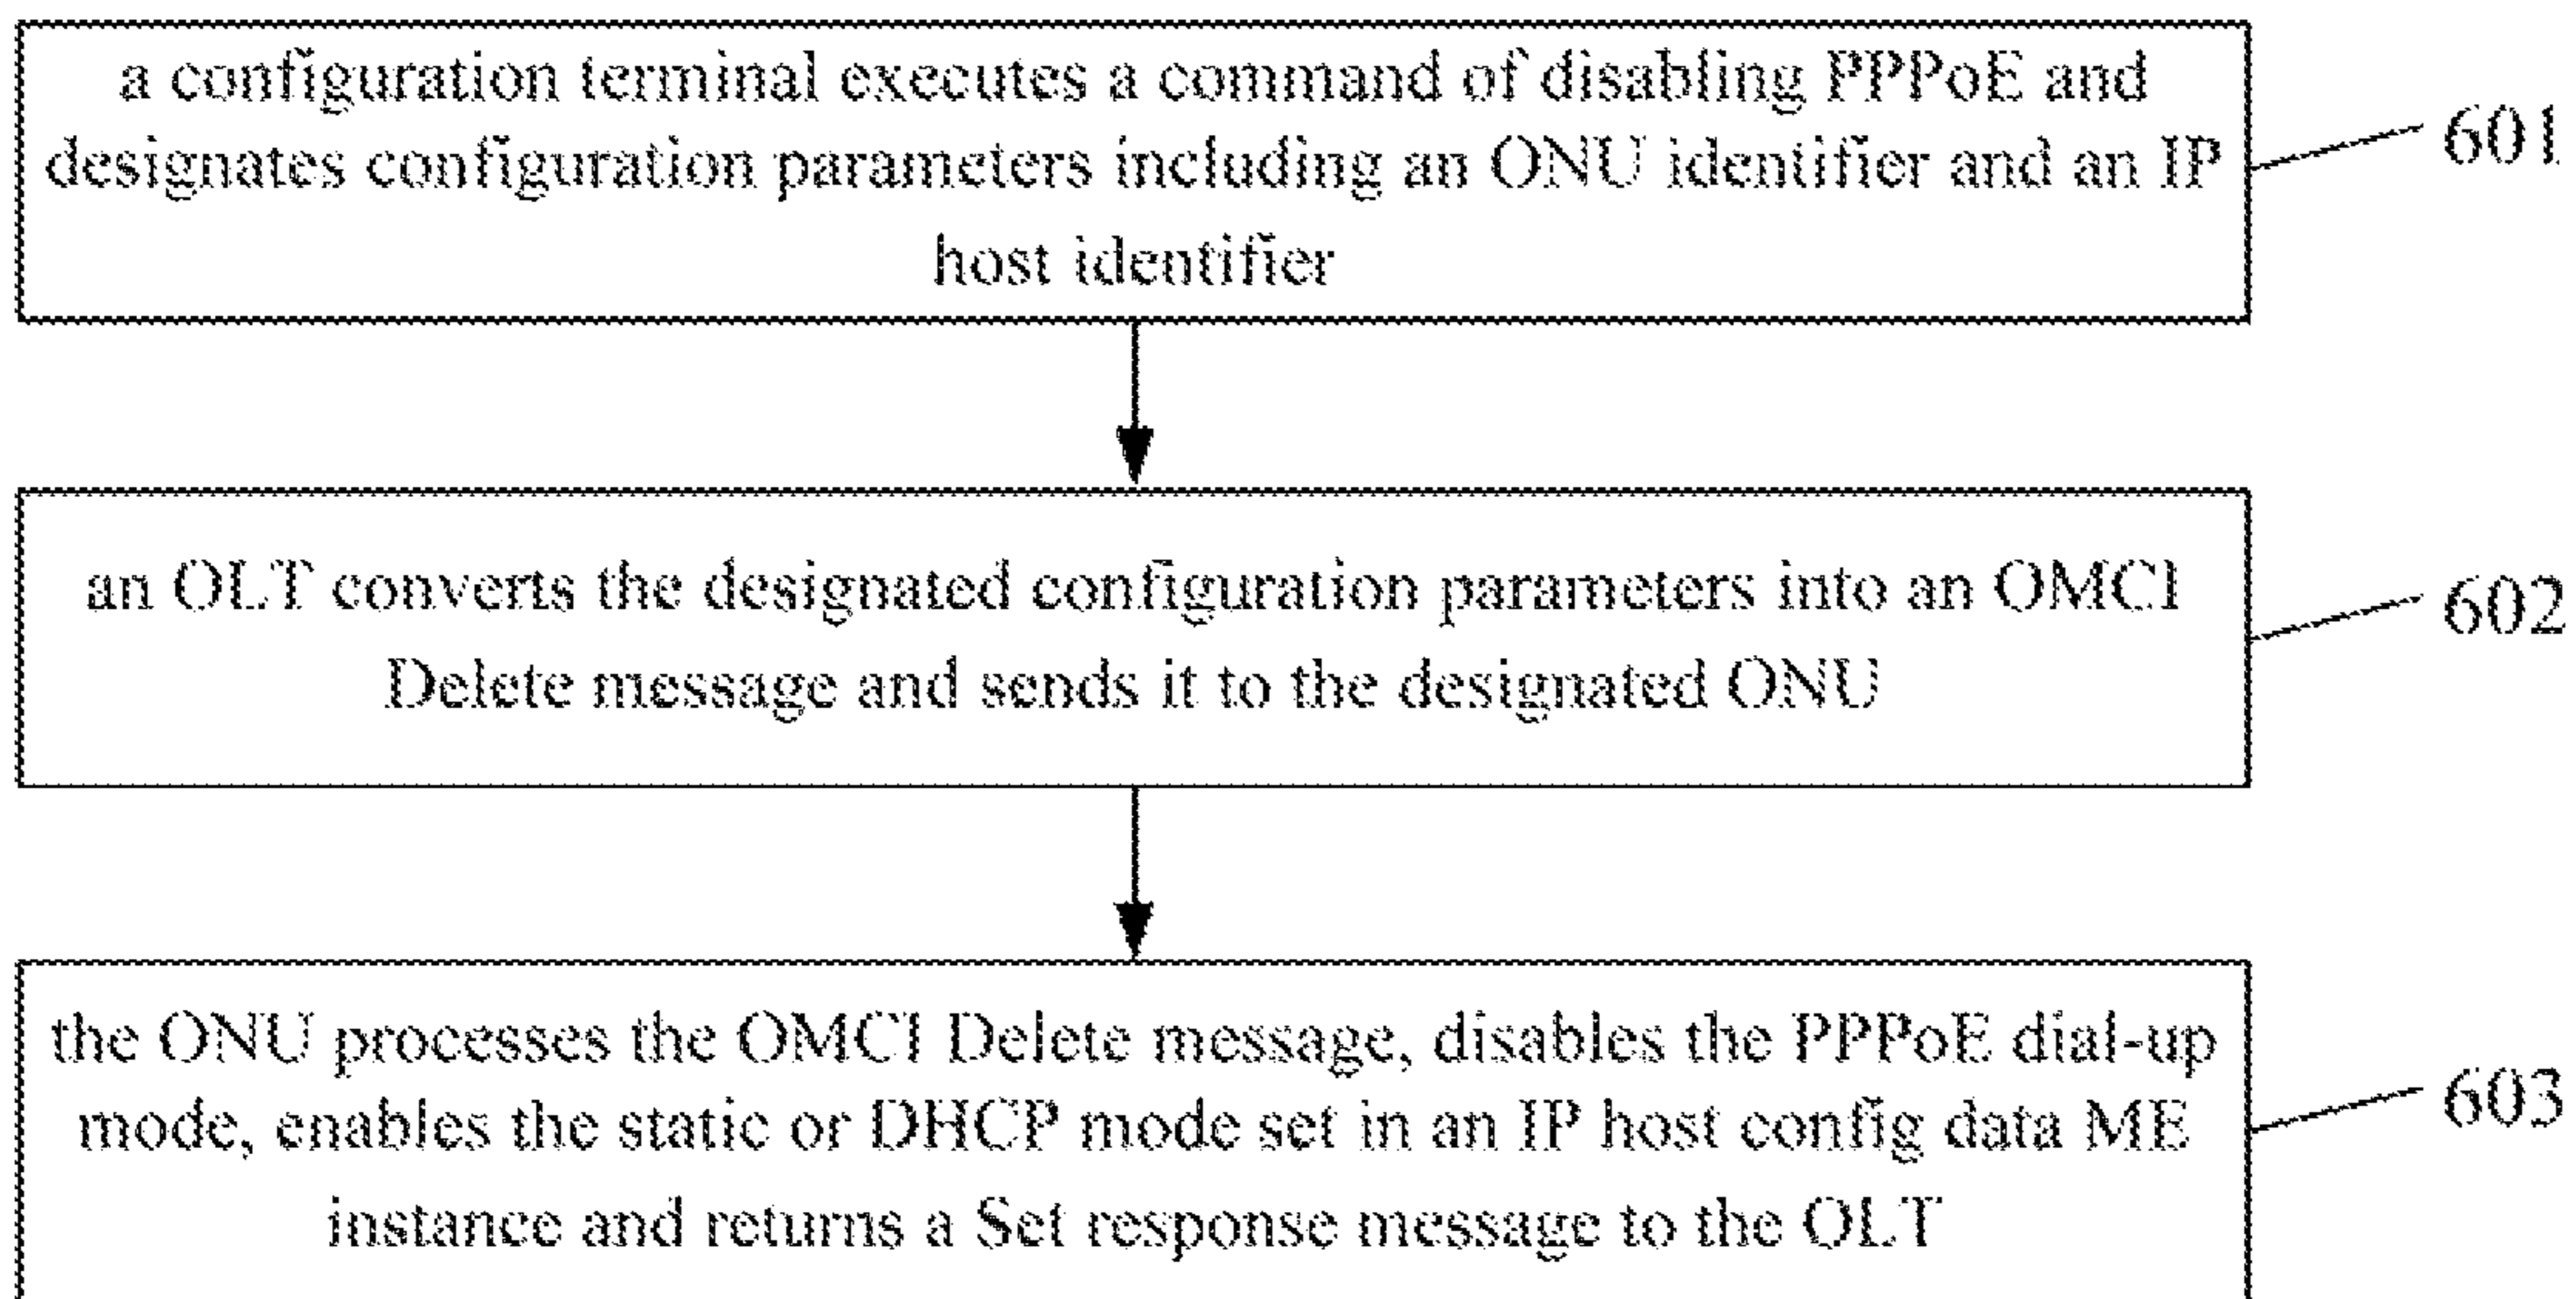 a configuration terminal executes a command of disabling PPPoE and
designates configuration parameters including an ONU identifier and an IP
host identifier
601
an OLT converts the designated configuration parameters into an OMCI
Delete message and sends it to the designated ONU
602
the ONU processes the OMCI Delete message, disables the PPPoE dial-up
mode, enables the static or DHCP mode set in an IP host config data ME
instance and returns a Set response message to the OLT
603